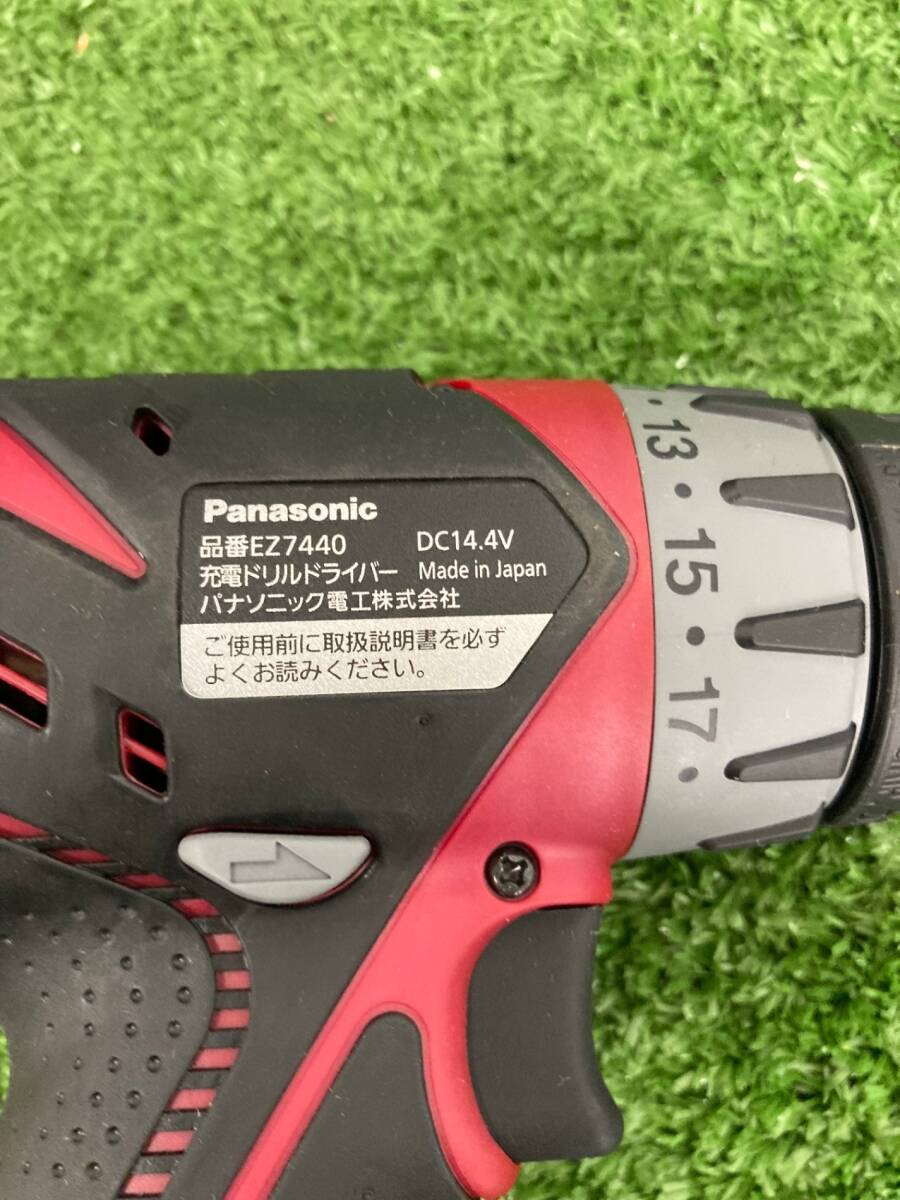 Panasonic
品番EZ7440 DC14.4V
充電ドリルドライバー Made in Japan
パナソニック電工株式会社
ご使用前に取扱説明書を必ず
よくお読みください。
13
15
17